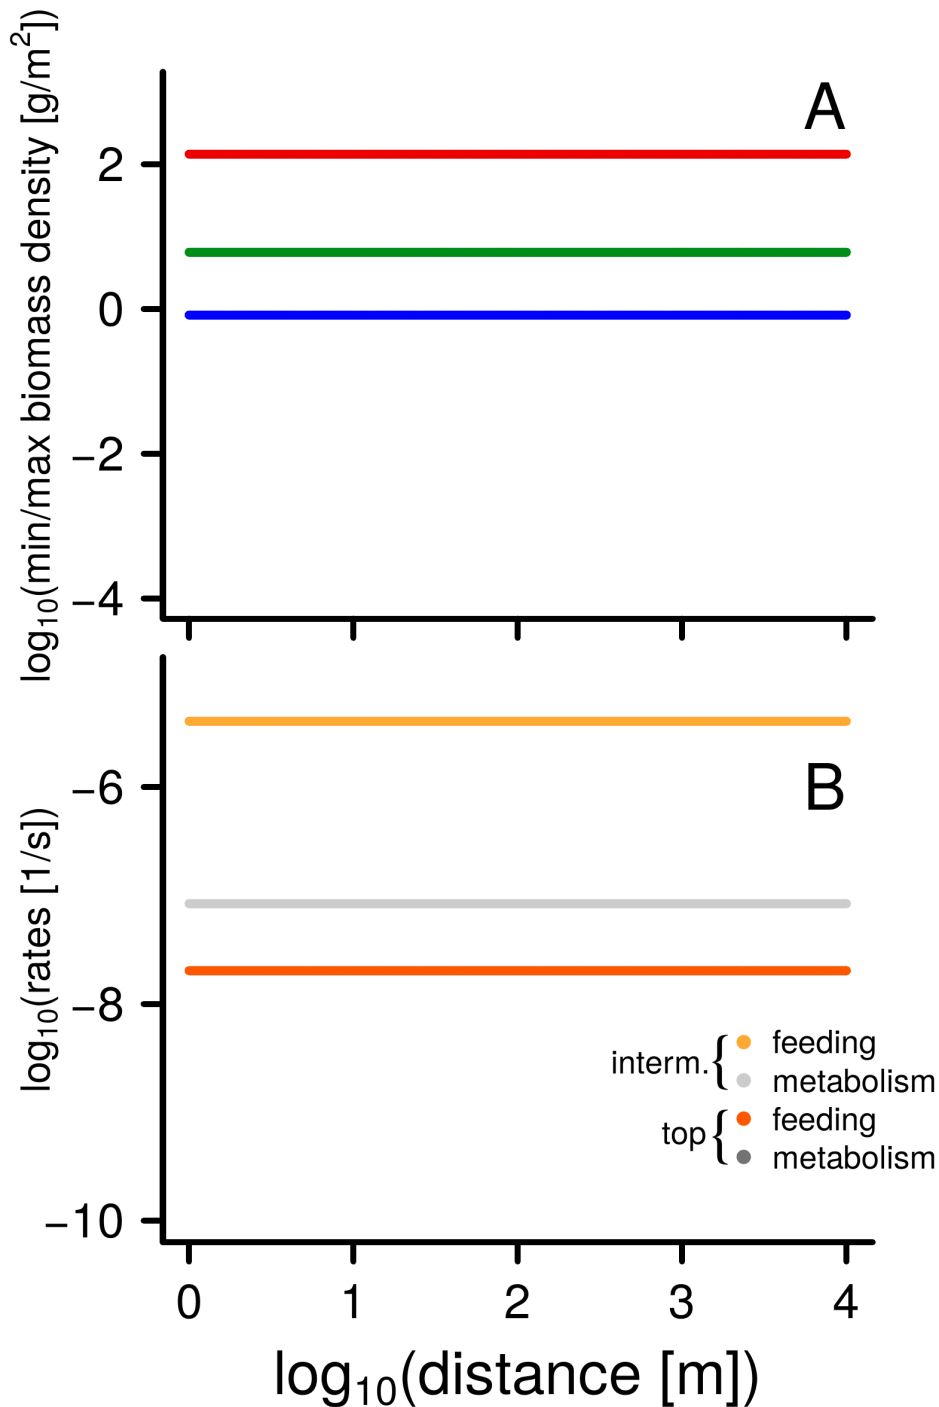 log10(min/max biomass density [g/m2])
A
2
0
−2
−4
log10(rates [1/s])
B
−6
−8
−10
interm.{ feeding
metabolism
top{ feeding
metabolism
0 1 2 3 4
log10(distance [m])